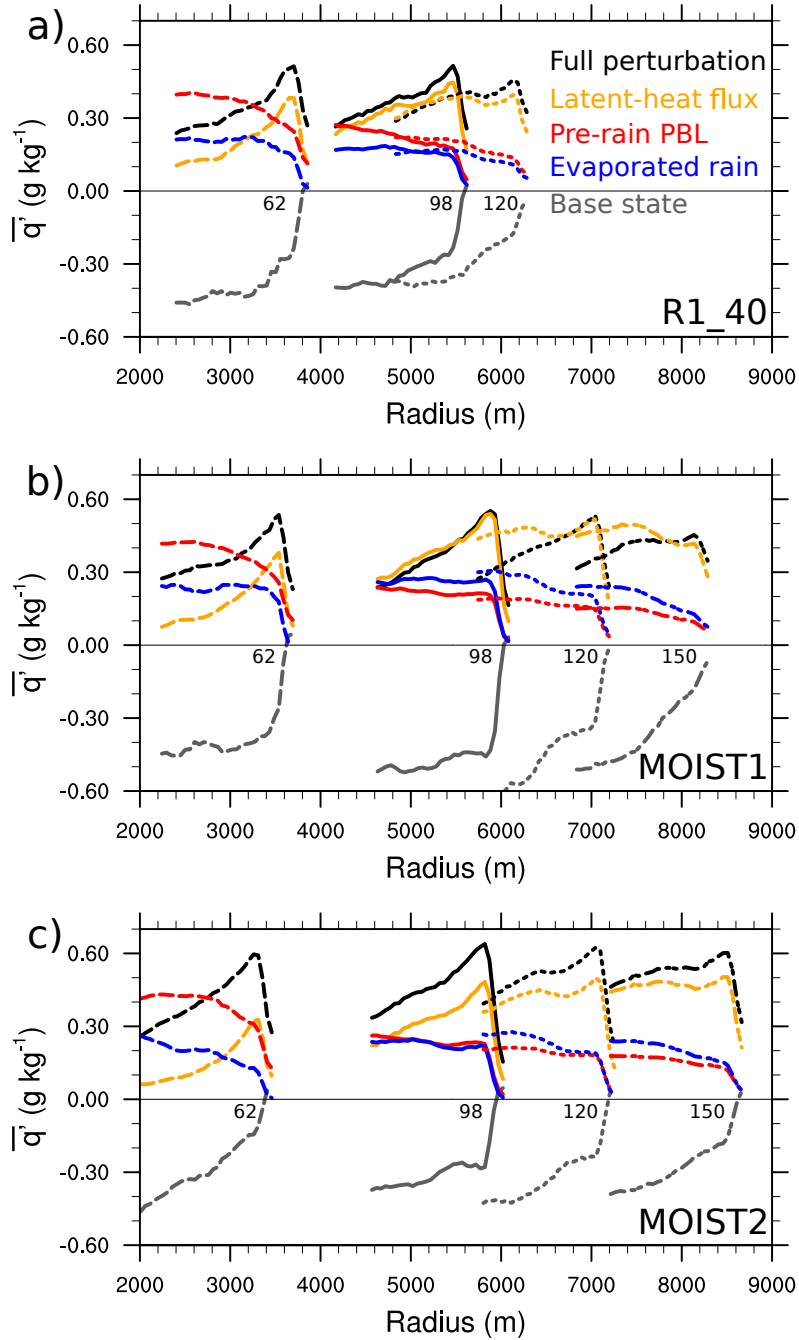 a)
0.60
0.30
0.00
-0.30
-0.60
q' (g kg⁻¹)
Full perturbation
Latent-heat flux
Pre-rain PBL
Evaporated rain
Base state
62
98
120
R1_40
2000 3000 4000 5000 6000 7000 8000 9000
Radius (m)
b)
0.60
0.30
0.00
-0.30
-0.60
q' (g kg⁻¹)
62
98
120
150
MOIST1
2000 3000 4000 5000 6000 7000 8000 9000
Radius (m)
c)
0.60
0.30
0.00
-0.30
-0.60
q' (g kg⁻¹)
62
98
120
150
MOIST2
2000 3000 4000 5000 6000 7000 8000 9000
Radius (m)